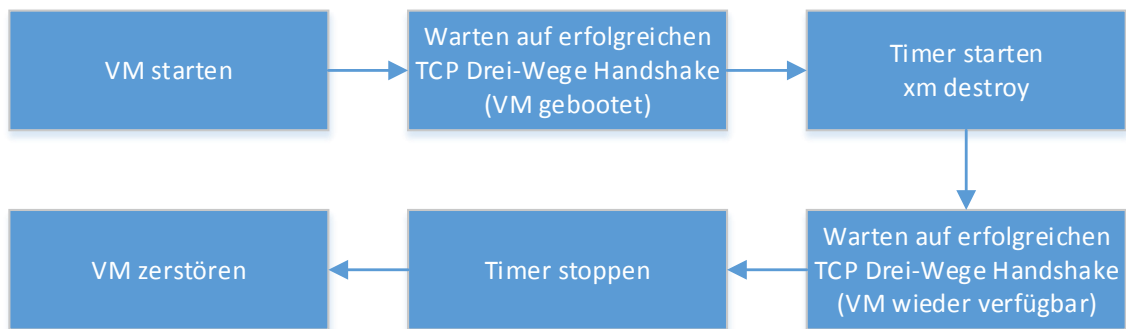 VM starten
Warten auf erfolgreichen
TCP Drei-Wege Handshake
(VM gebootet)
Timer starten
xm destroy
Warten auf erfolgreichen
TCP Drei-Wege Handshake
(VM wieder verfügbar)
Timer stoppen
VM zerstören